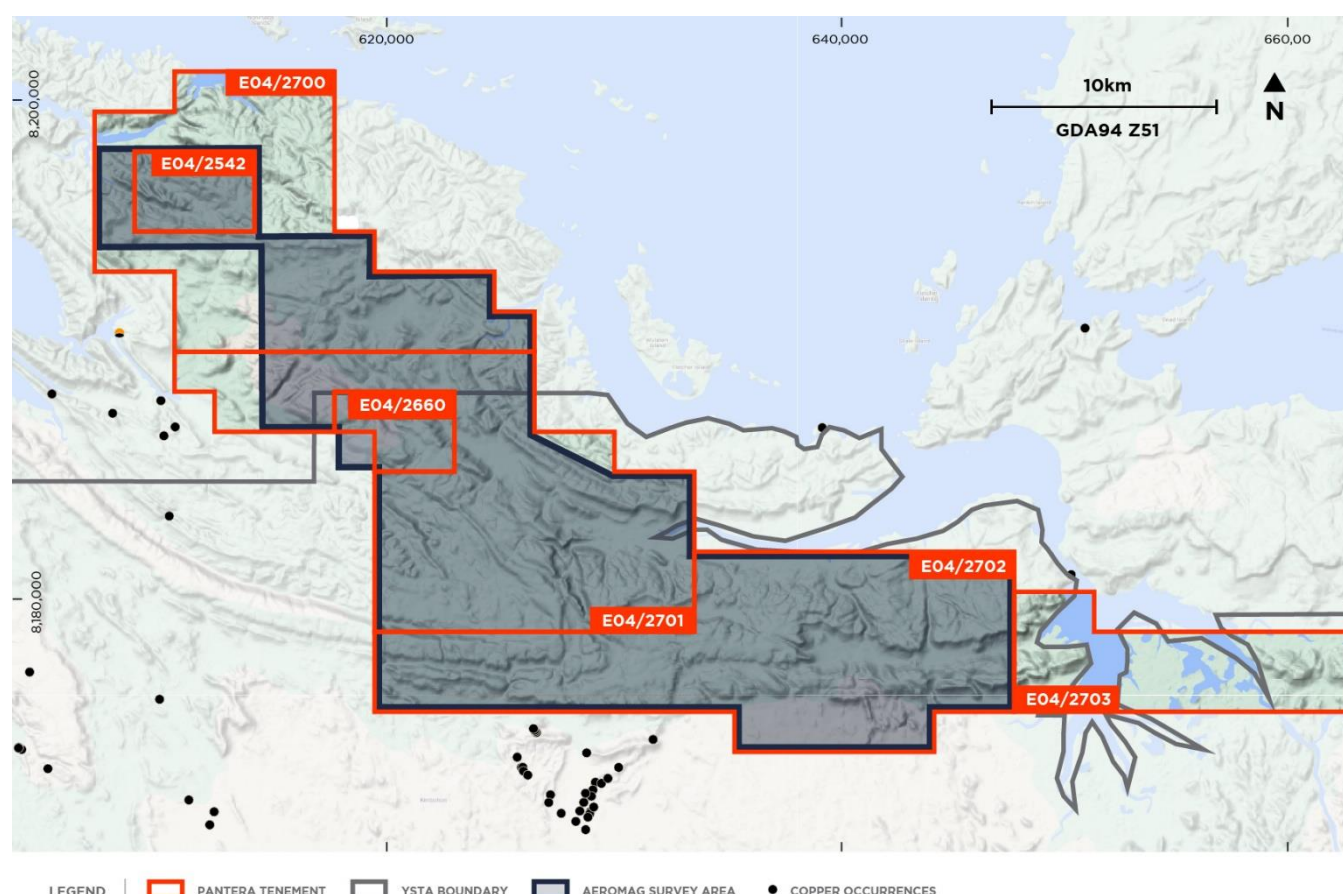 620,000
640,000
660,00
8,200,000
E04/2700
10km
N
GDA94 Z51
E04/2542
E04/2660
E04/2702
8,180,000
E04/2701
E04/2703
LEGEND
PANTERA TENEMENT
YSTA BOUNDARY
AEROMAG SURVEY AREA
COPPER OCCURRENCES